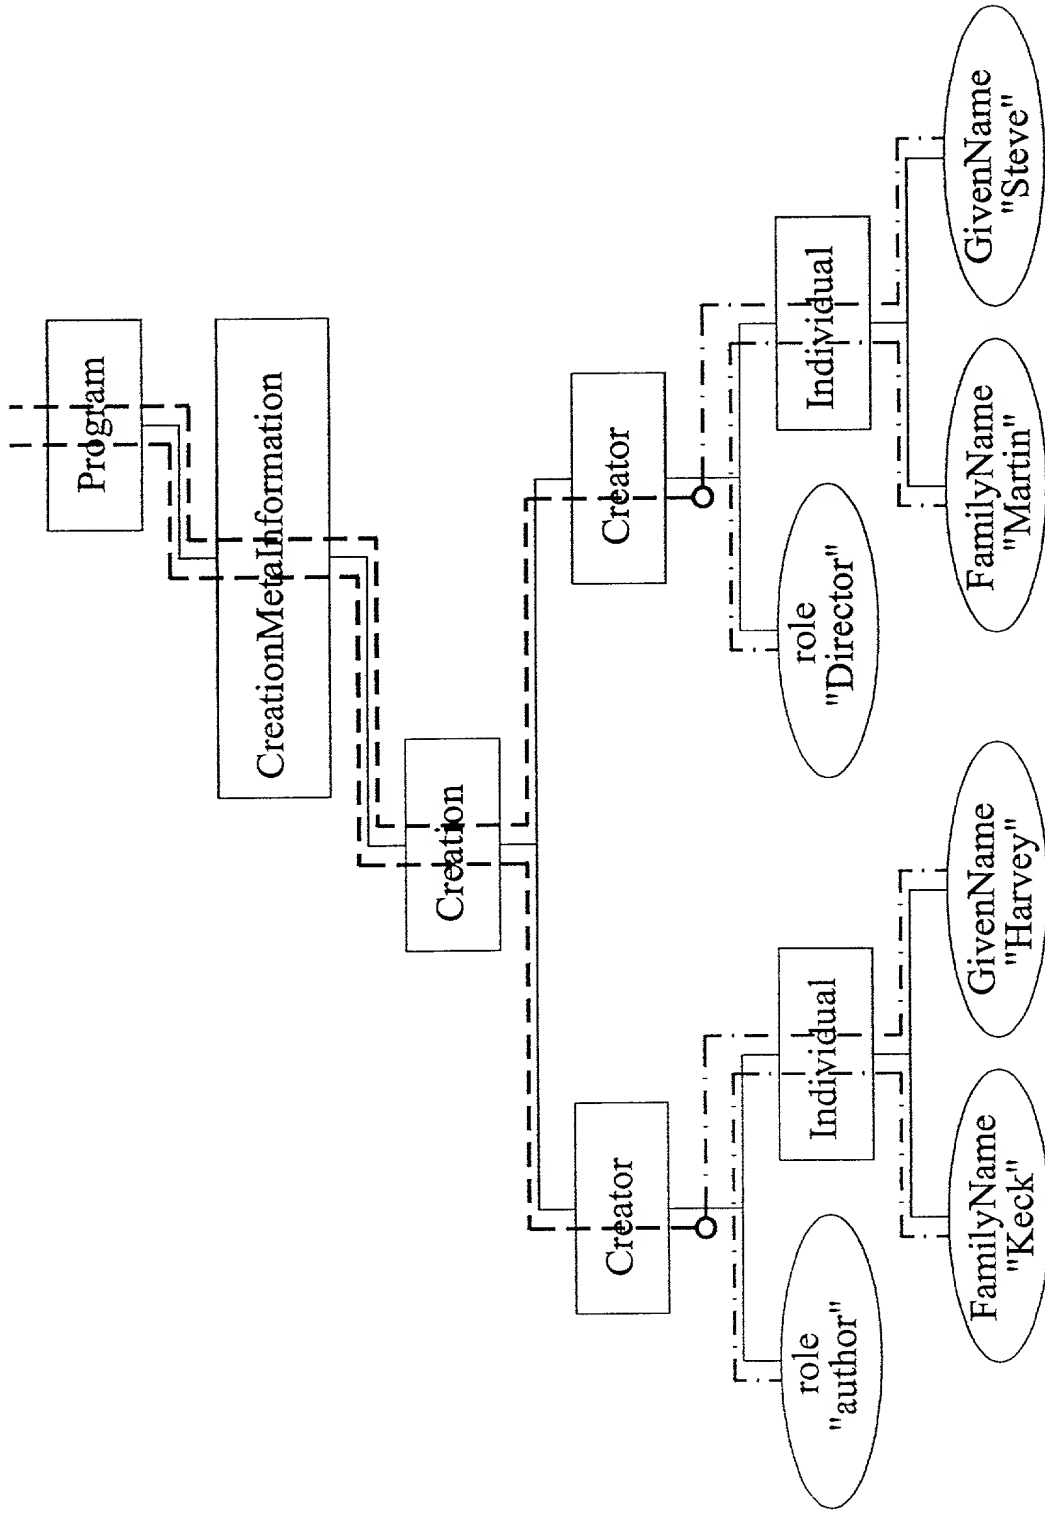 Program
CreationMetaInformation
Creation
Creator
Creator
role
"author"
Individual
role
"Director"
Individual
FamilyName
"Keck"
GivenName
"Harvey"
FamilyName
"Martin"
GivenName
"Steve"